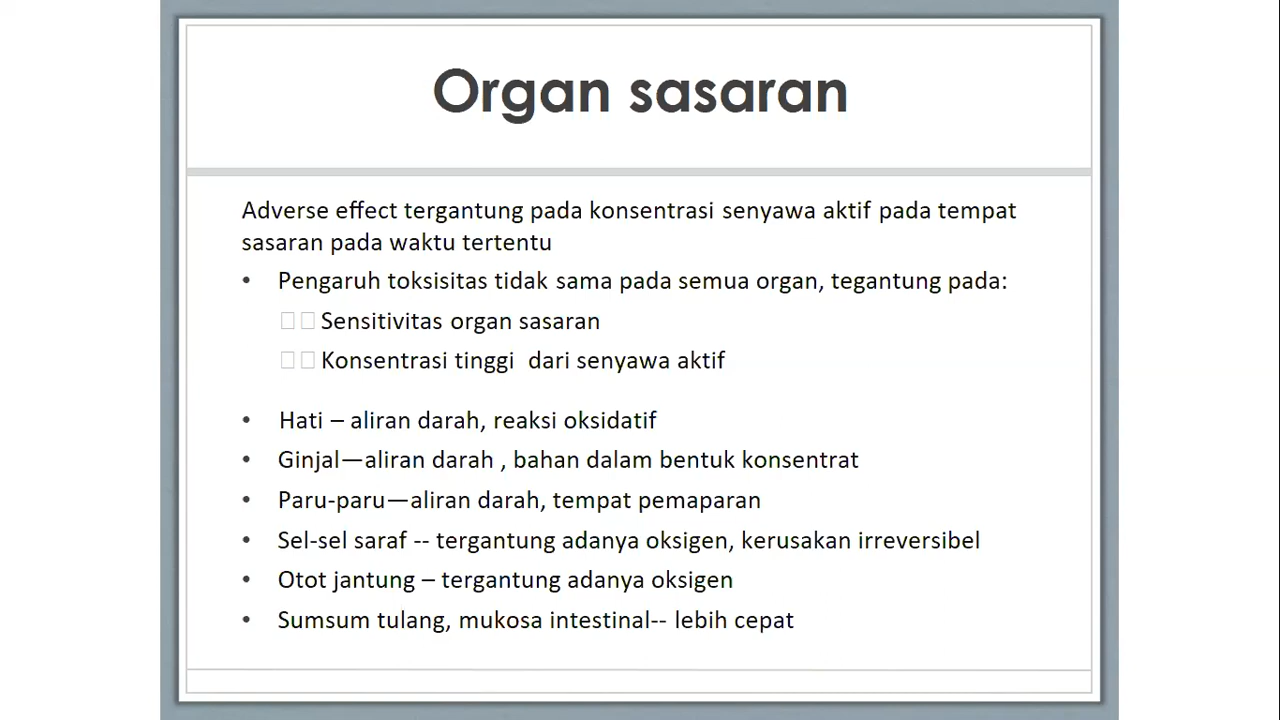 Organ sasaran
Adverse effect tergantung pada konsentrasi senyawa aktif pada tempat
sasaran pada waktu tertentu
• Pengaruh toksisitas tidak sama pada semua organ, tegantung pada:
□□Sensitivitas organ sasaran
□□Konsentrasi tinggi  dari senyawa aktif
• Hati – aliran darah, reaksi oksidatif
• Ginjal—aliran darah , bahan dalam bentuk konsentrat
• Paru-paru—aliran darah, tempat pemaparan
• Sel-sel saraf -- tergantung adanya oksigen, kerusakan irreversibel
• Otot jantung – tergantung adanya oksigen
• Sumsum tulang, mukosa intestinal-- lebih cepat